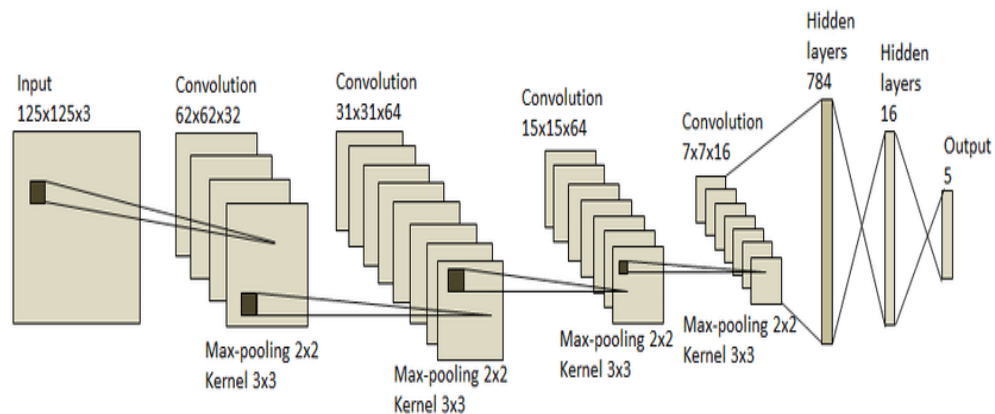 Input
125x125x3
Convolution
62x62x32
Convolution
31x31x64
Convolution
15x15x64
Convolution
7x7x16
Hidden
layers
784
Hidden
layers
16
Output
5
Max-pooling 2x2
Kernel 3x3
Max-pooling 2x2
Kernel 3x3
Max-pooling 2x2
Kernel 3x3
Max-pooling 2x2
Kernel 3x3